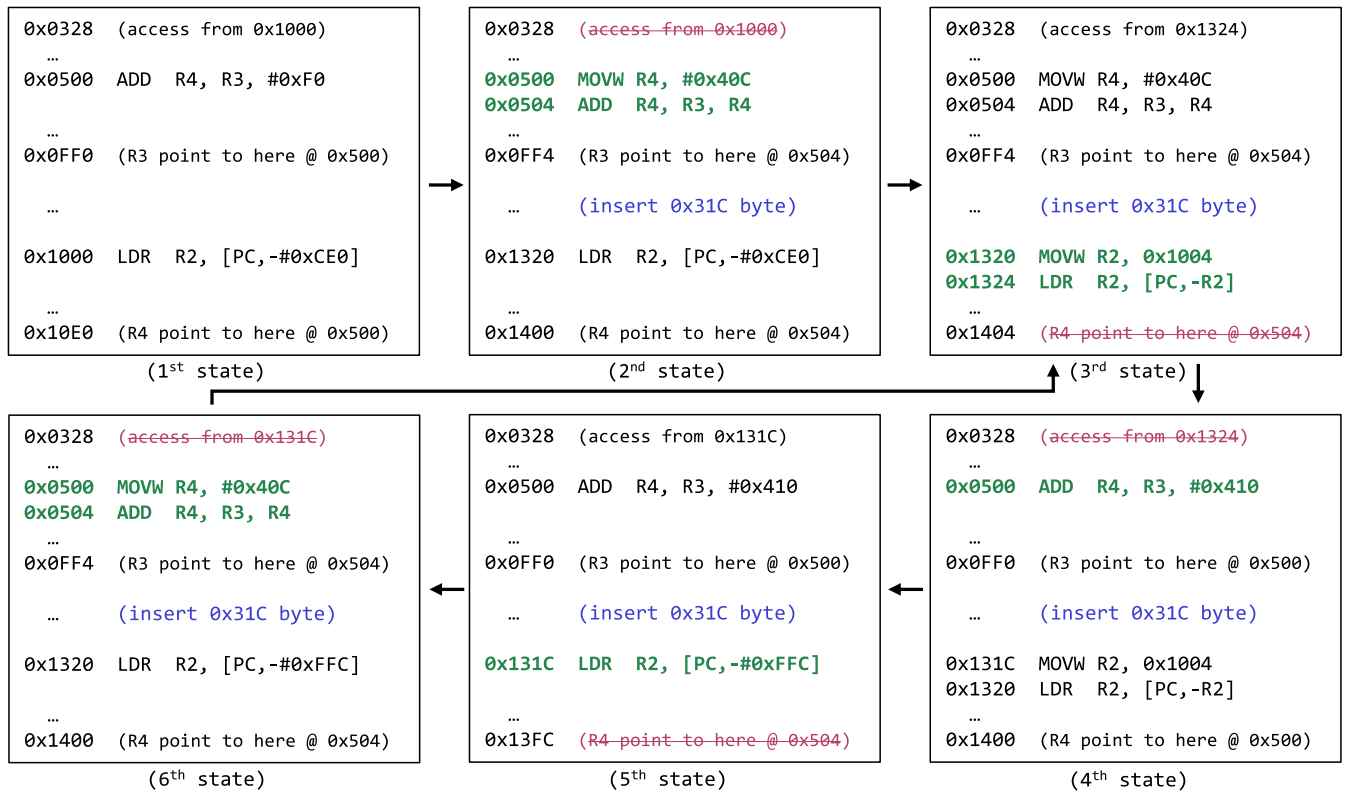 0x0328 (access from 0x1000)
…
0x0500 ADD R4, R3, #0xF0
…
0x0FF0 (R3 point to here @ 0x500)
…
0x1000 LDR R2, [PC,-#0xCE0]
…
0x10E0 (R4 point to here @ 0x500)
(1st state)
0x0328 (access from 0x1000)
…
0x0500 MOVW R4, #0x40C
0x0504 ADD R4, R3, R4
…
0x0FF4 (R3 point to here @ 0x504)
… (insert 0x31C byte)
0x1320 LDR R2, [PC,-#0xCE0]
…
0x1400 (R4 point to here @ 0x504)
(2nd state)
0x0328 (access from 0x1324)
…
0x0500 MOVW R4, #0x40C
0x0504 ADD R4, R3, R4
…
0x0FF4 (R3 point to here @ 0x504)
… (insert 0x31C byte)
0x1320 MOVW R2, 0x1004
0x1324 LDR R2, [PC,-R2]
…
0x1404 (R4 point to here @ 0x504)
(3rd state)
0x0328 (access from 0x131C)
…
0x0500 MOVW R4, #0x40C
0x0504 ADD R4, R3, R4
…
0x0FF4 (R3 point to here @ 0x504)
… (insert 0x31C byte)
0x1320 LDR R2, [PC,-#0xFFC]
…
0x1400 (R4 point to here @ 0x504)
(6th state)
0x0328 (access from 0x131C)
…
0x0500 ADD R4, R3, #0x410
…
0x0FF0 (R3 point to here @ 0x500)
… (insert 0x31C byte)
0x131C LDR R2, [PC,-#0xFFC]
…
0x13FC (R4 point to here @ 0x504)
(5th state)
0x0328 (access from 0x1324)
…
0x0500 ADD R4, R3, #0x410
…
0x0FF0 (R3 point to here @ 0x500)
… (insert 0x31C byte)
0x131C MOVW R2, 0x1004
0x1320 LDR R2, [PC,-R2]
…
0x1400 (R4 point to here @ 0x500)
(4th state)